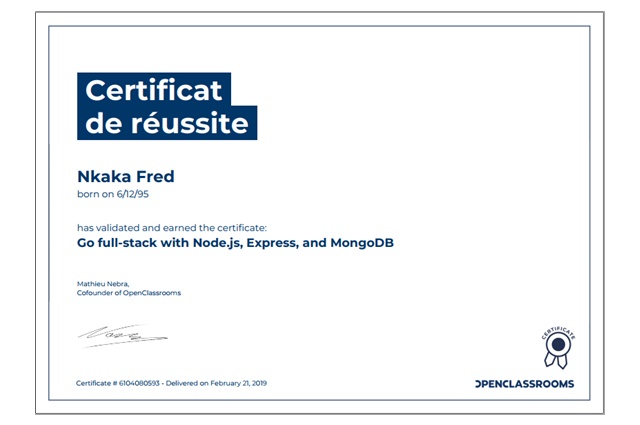 Certificat
de réussite
Nkaka Fred
born on 6/12/95
has validated and earned the certificate:
Go full-stack with Node.js, Express, and MongoDB
Mathieu Nebra,
Cofounder of OpenClassrooms
CERTIFICATE
Certificate # 6104080593 - Delivered on February 21, 2019
OPENCLASSROOMS